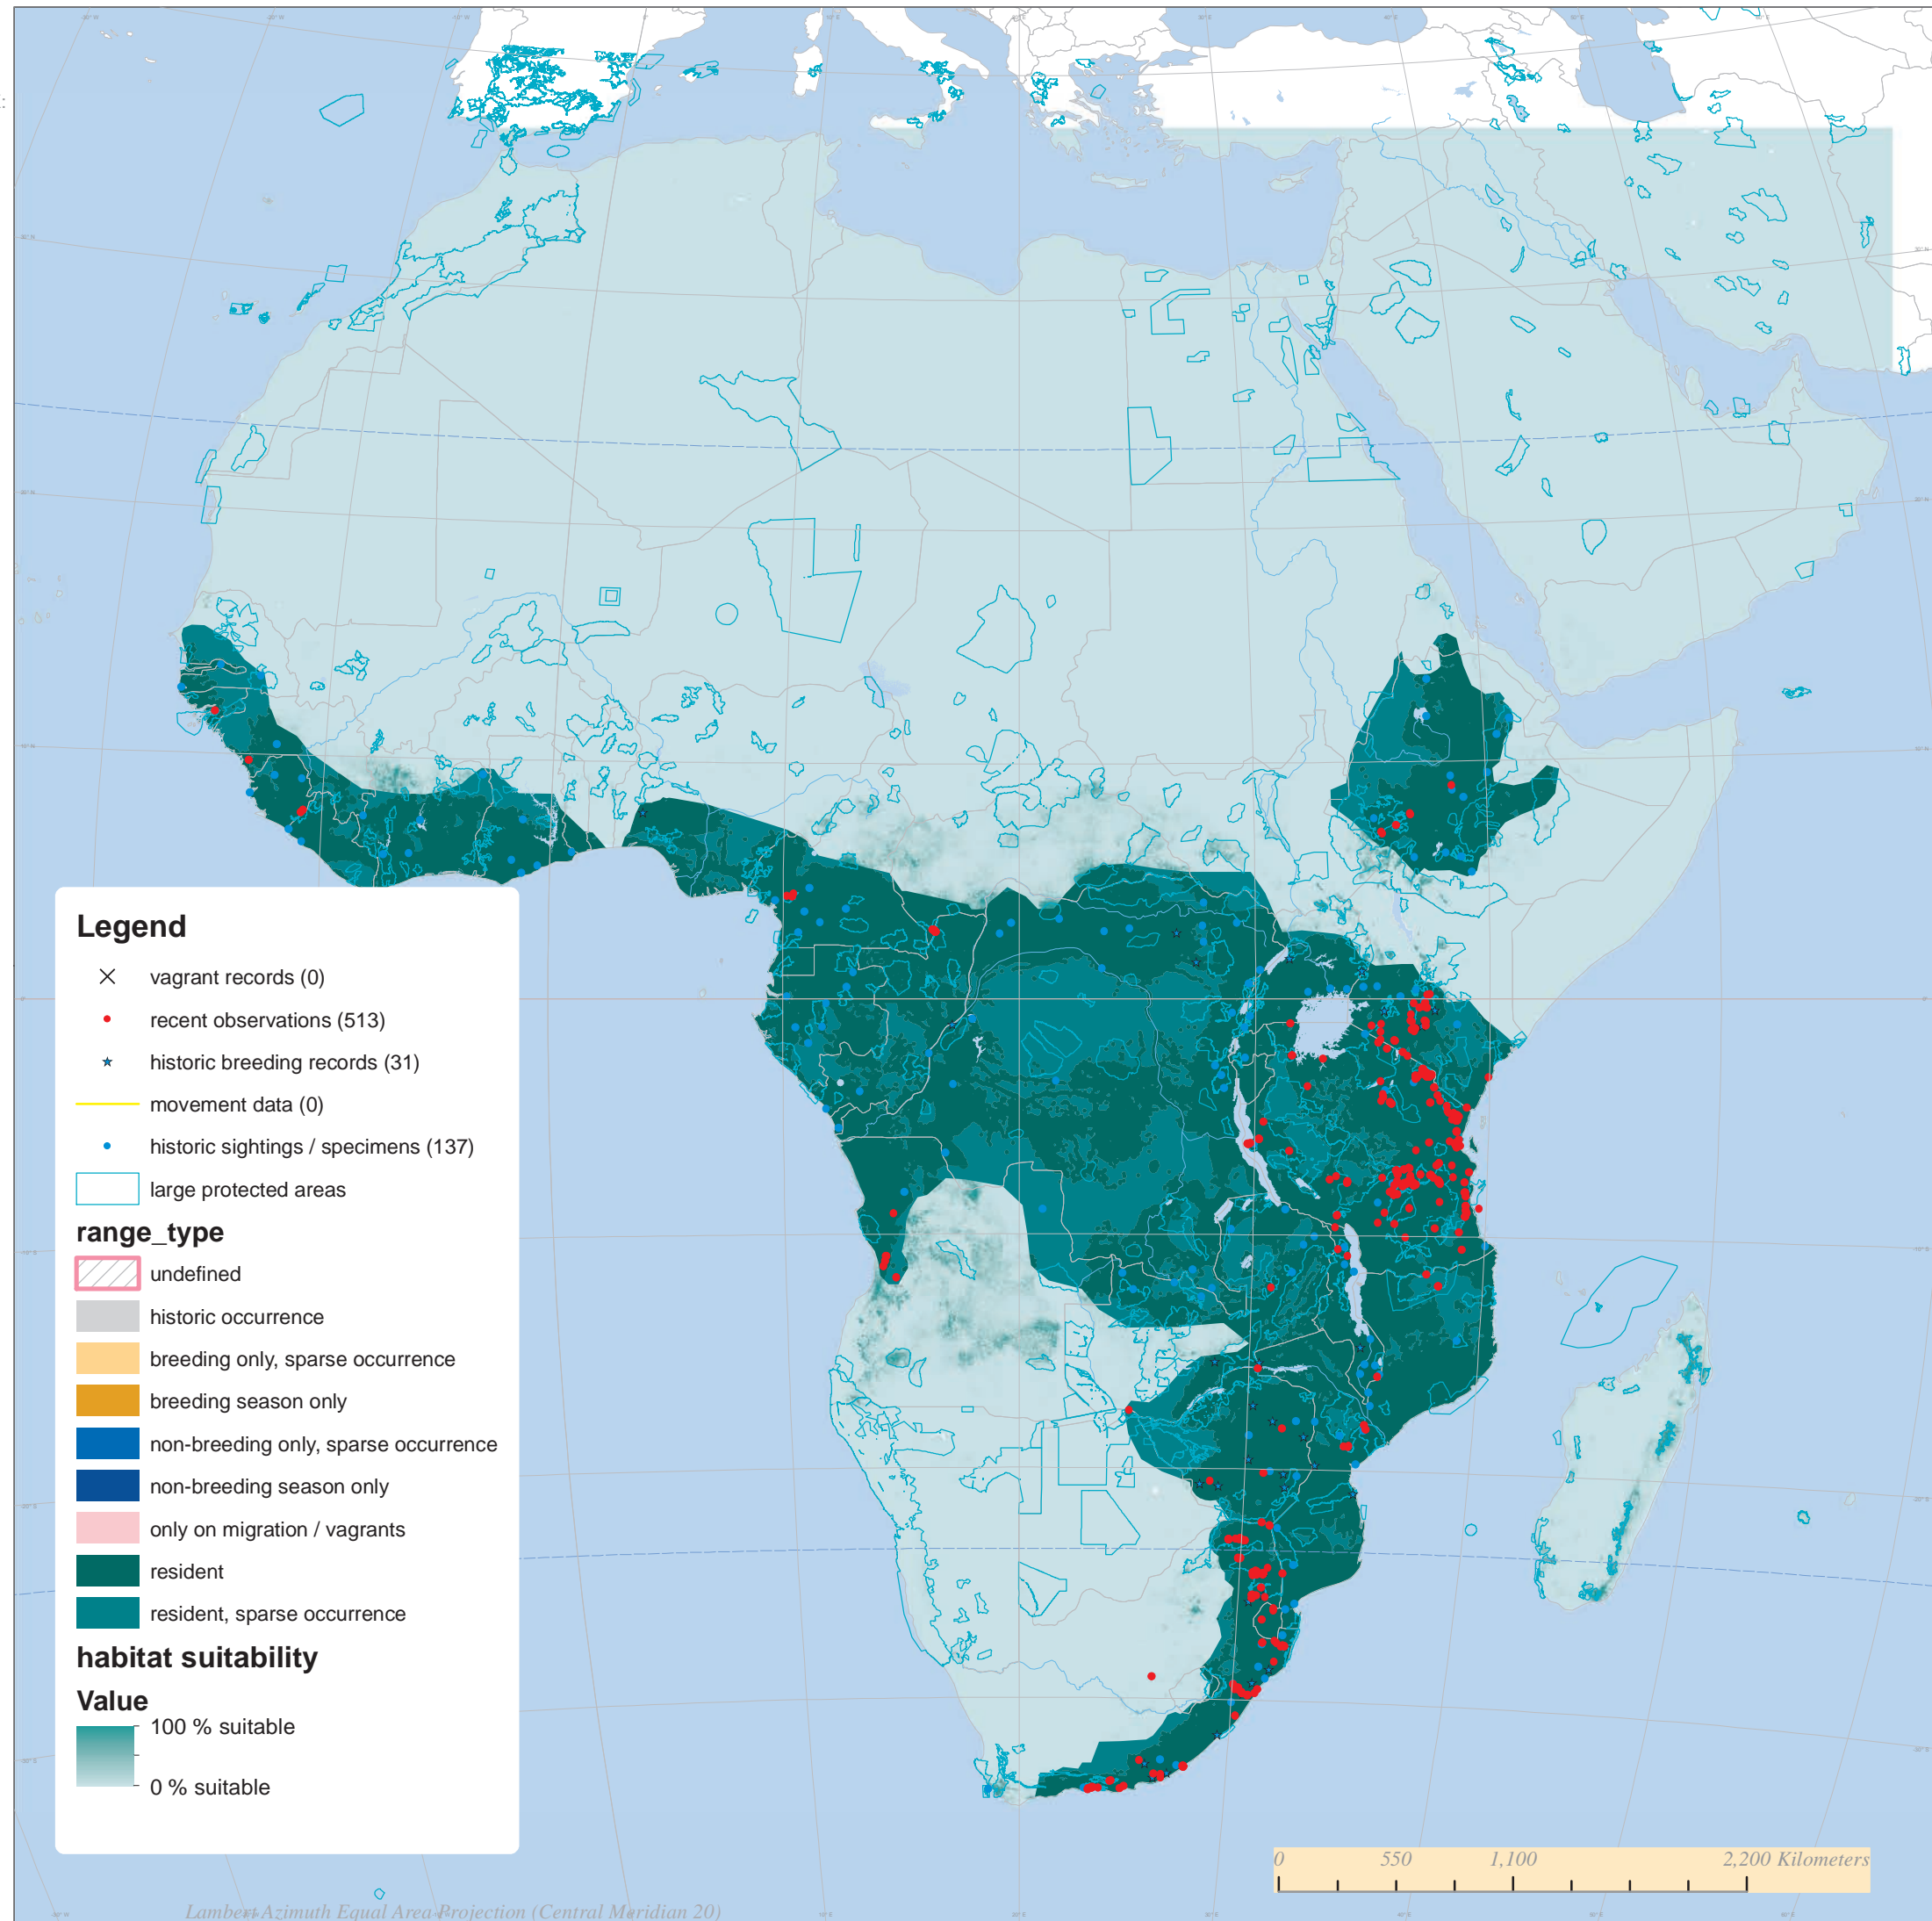 Legend
vagrant records (0)
recent observations (513)
historic breeding records (31)
movement data (0)
historic sightings / specimens (137)
large protected areas
range_type
undefined
historic occurrence
breeding only, sparse occurrence
breeding season only
non-breeding only, sparse occurrence
non-breeding season only
only on migration / vagrants
resident
resident, sparse occurrence
habitat suitability
Value
100 % suitable
0 % suitable
0 550 1,100 2,200 Kilometers
Lambert Azimuth Equal Area Projection (Central Meridian 20)